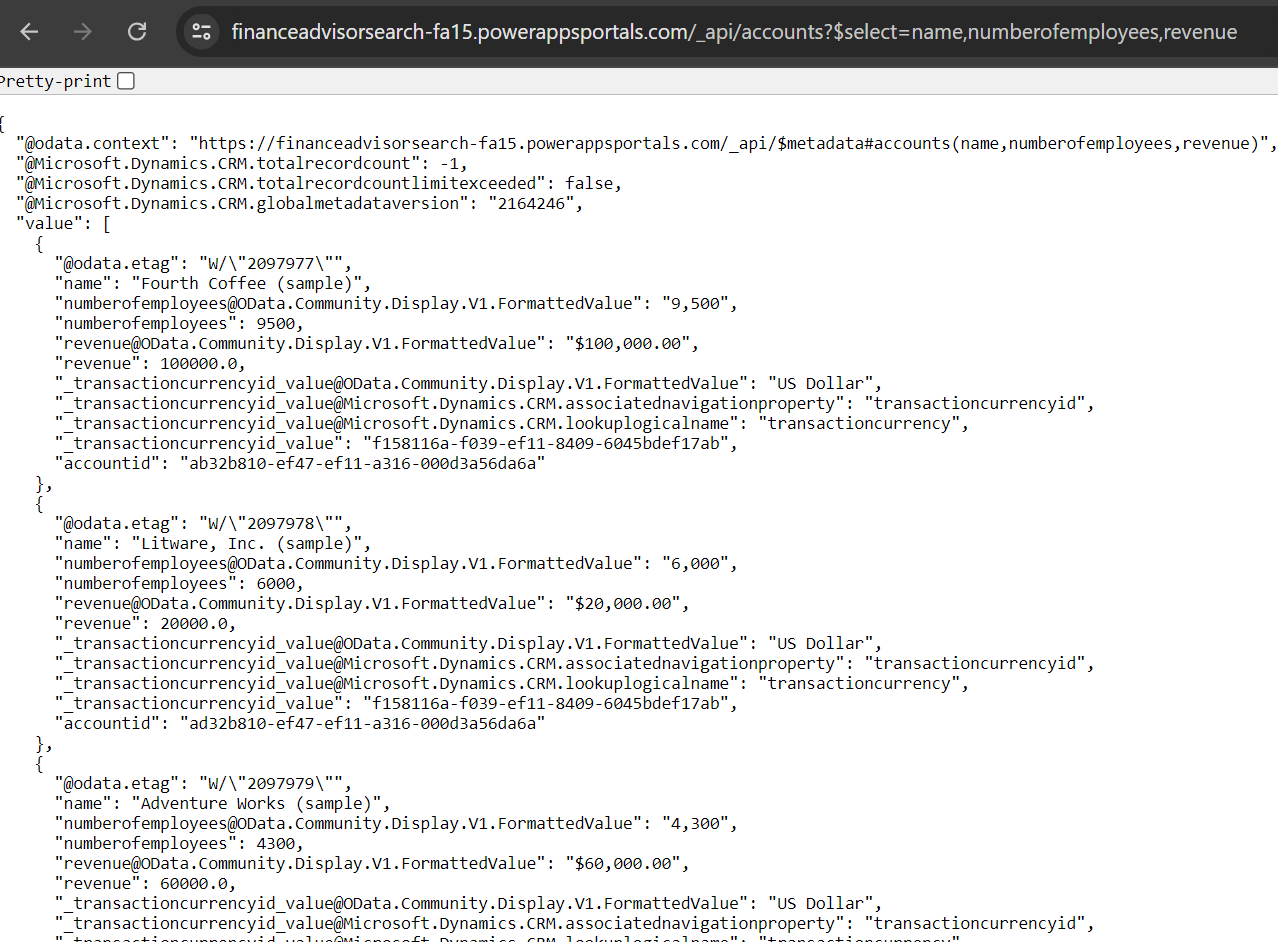 financeadvisorsearch-fa15.powerappsportals.com/_api/accounts?$select=name,numberofemployees,revenue
Pretty-print
{
"@odata.context": "https://financeadvisorsearch-fa15.powerappsportals.com/_api/$metadata#accounts(name,numberofemployees,revenue)",
"@Microsoft.Dynamics.CRM.totalrecordcount": -1,
"@Microsoft.Dynamics.CRM.totalrecordcountlimitexceeded": false,
"@Microsoft.Dynamics.CRM.globalmetadataversion": "2164246",
"value": [
{
"@odata.etag": "W/\"2097977\"",
"name": "Fourth Coffee (sample)",
"numberofemployees@OData.Community.Display.V1.FormattedValue": "9,500",
"numberofemployees": 9500,
"revenue@OData.Community.Display.V1.FormattedValue": "$100,000.00",
"revenue": 100000.0,
"_transactioncurrencyid_value@OData.Community.Display.V1.FormattedValue": "US Dollar",
"_transactioncurrencyid_value@Microsoft.Dynamics.CRM.associatednavigationproperty": "transactioncurrencyid",
"_transactioncurrencyid_value@Microsoft.Dynamics.CRM.lookuplogicalname": "transactioncurrency",
"_transactioncurrencyid_value": "f158116a-f039-ef11-8409-6045bdef17ab",
"accountid": "ab32b810-ef47-ef11-a316-000d3a56da6a"
},
{
"@odata.etag": "W/\"2097978\"",
"name": "Litware, Inc. (sample)",
"numberofemployees@OData.Community.Display.V1.FormattedValue": "6,000",
"numberofemployees": 6000,
"revenue@OData.Community.Display.V1.FormattedValue": "$20,000.00",
"revenue": 20000.0,
"_transactioncurrencyid_value@OData.Community.Display.V1.FormattedValue": "US Dollar",
"_transactioncurrencyid_value@Microsoft.Dynamics.CRM.associatednavigationproperty": "transactioncurrencyid",
"_transactioncurrencyid_value@Microsoft.Dynamics.CRM.lookuplogicalname": "transactioncurrency",
"_transactioncurrencyid_value": "f158116a-f039-ef11-8409-6045bdef17ab",
"accountid": "ad32b810-ef47-ef11-a316-000d3a56da6a"
},
{
"@odata.etag": "W/\"2097979\"",
"name": "Adventure Works (sample)",
"numberofemployees@OData.Community.Display.V1.FormattedValue": "4,300",
"numberofemployees": 4300,
"revenue@OData.Community.Display.V1.FormattedValue": "$60,000.00",
"revenue": 60000.0,
"_transactioncurrencyid_value@OData.Community.Display.V1.FormattedValue": "US Dollar",
"_transactioncurrencyid_value@Microsoft.Dynamics.CRM.associatednavigationproperty": "transactioncurrencyid",